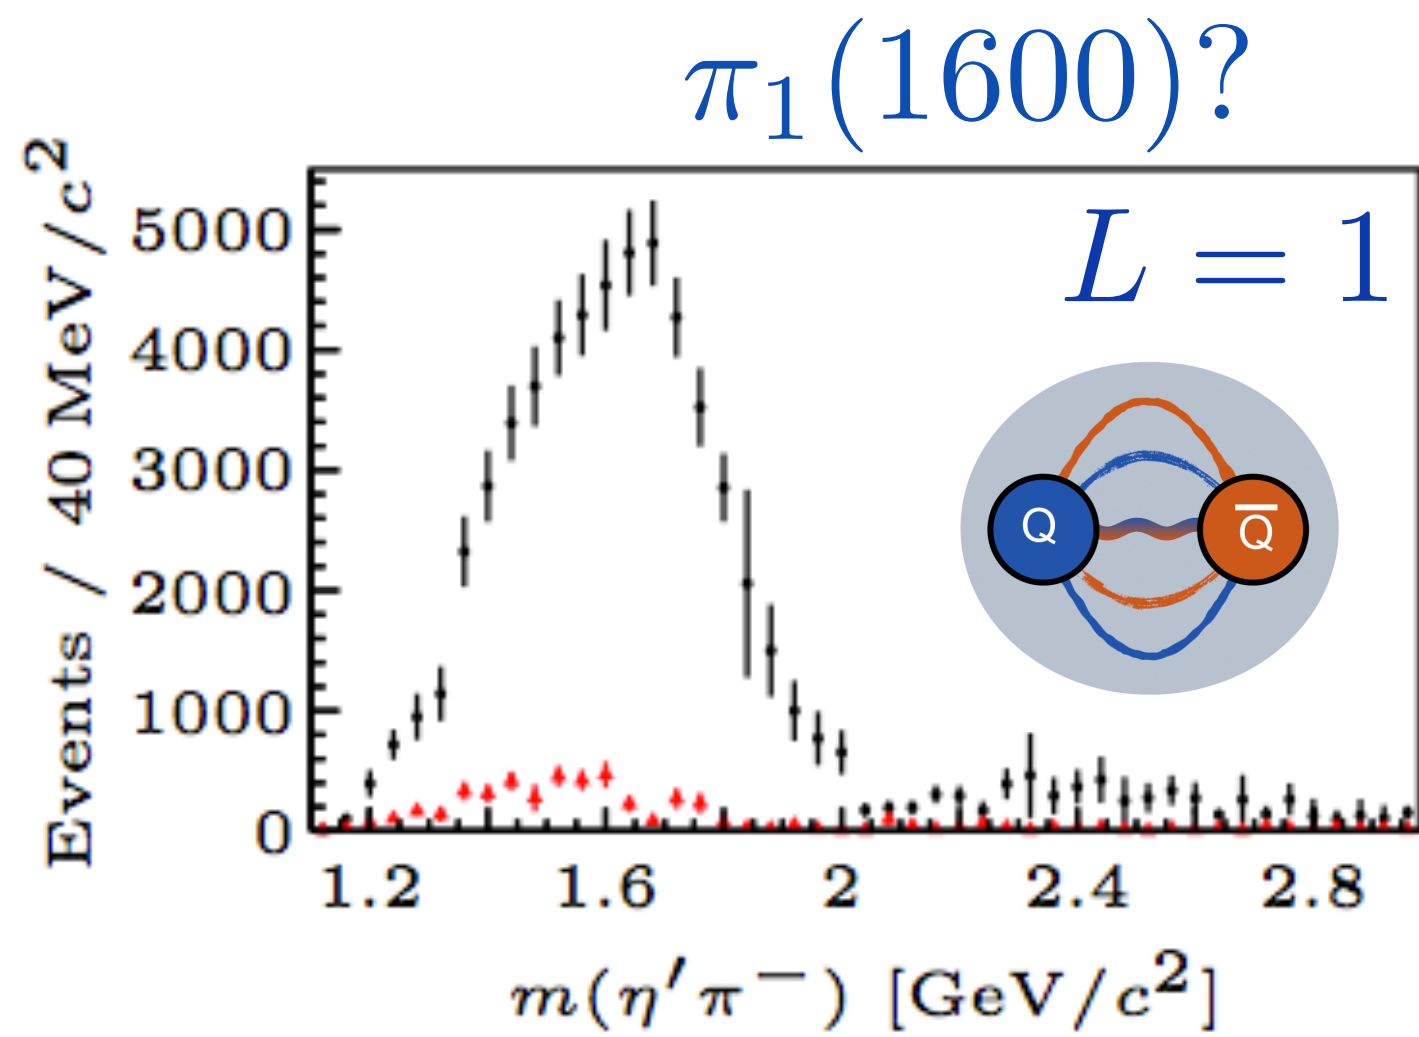 π₁(1600)?
L = 1
Events / 40 MeV/c²
5000
4000
3000
2000
1000
0
Q
Q̅
1.2 1.6 2 2.4 2.8
m(η′π⁻) [GeV/c²]